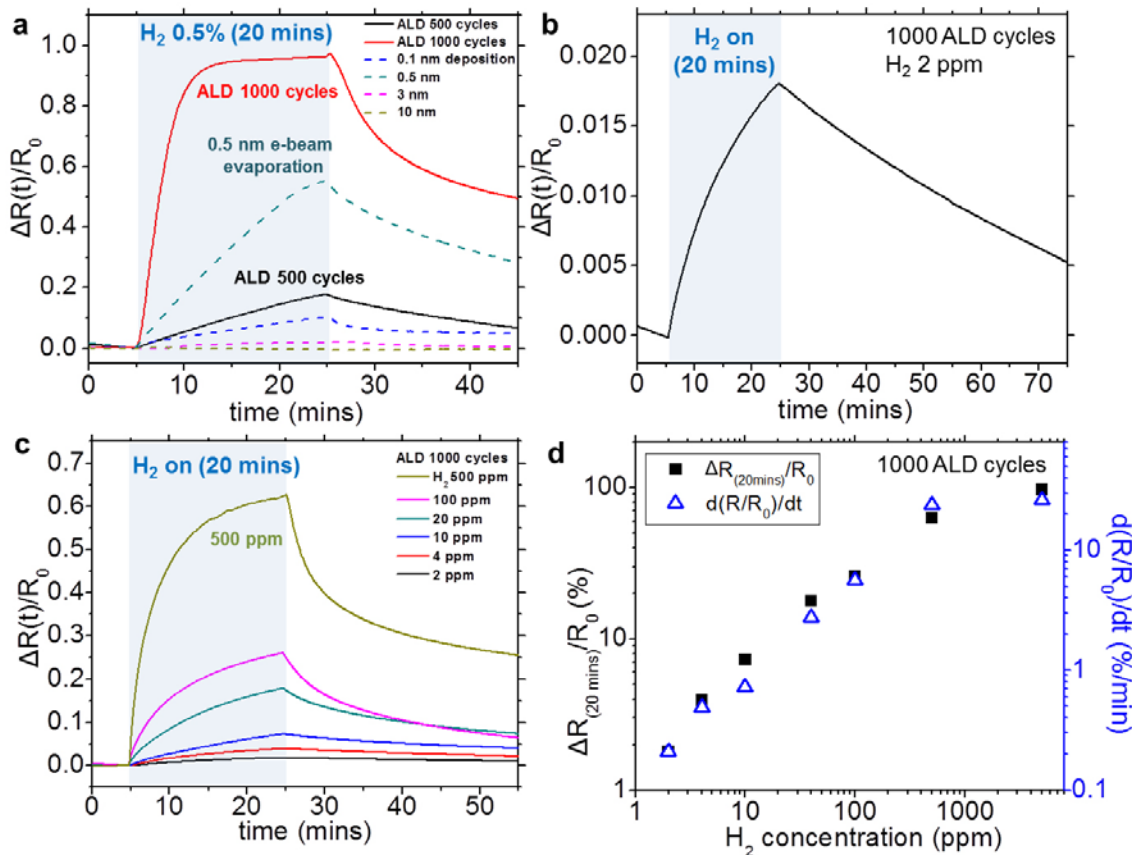 a
H₂ 0.5% (20 mins)
ALD 500 cycles
ALD 1000 cycles
0.1 nm deposition
0.5 nm
3 nm
10 nm
ALD 1000 cycles
0.5 nm e-beam
evaporation
ALD 500 cycles
1.0
0.8
0.6
0.4
0.2
0.0
ΔR(t)/R₀
0 10 20 30 40
time (mins)
b
H₂ on
(20 mins)
1000 ALD cycles
H₂ 2 ppm
0.020
0.015
0.010
0.005
0.000
ΔR(t)/R₀
0 10 20 30 40 50 60 70
time (mins)
c
H₂ on (20 mins)
ALD 1000 cycles
H₂ 500 ppm
100 ppm
20 ppm
10 ppm
4 ppm
2 ppm
500 ppm
0.7
0.6
0.5
0.4
0.3
0.2
0.1
0.0
ΔR(t)/R₀
0 10 20 30 40 50
time (mins)
d
ΔR(20mins)/R₀
d(R/R₀)/dt
1000 ALD cycles
100
10
1
ΔR(20 mins)/R₀ (%)
10
1
0.1
d(R/R₀)/dt (%/min)
1 10 100 1000
H₂ concentration (ppm)